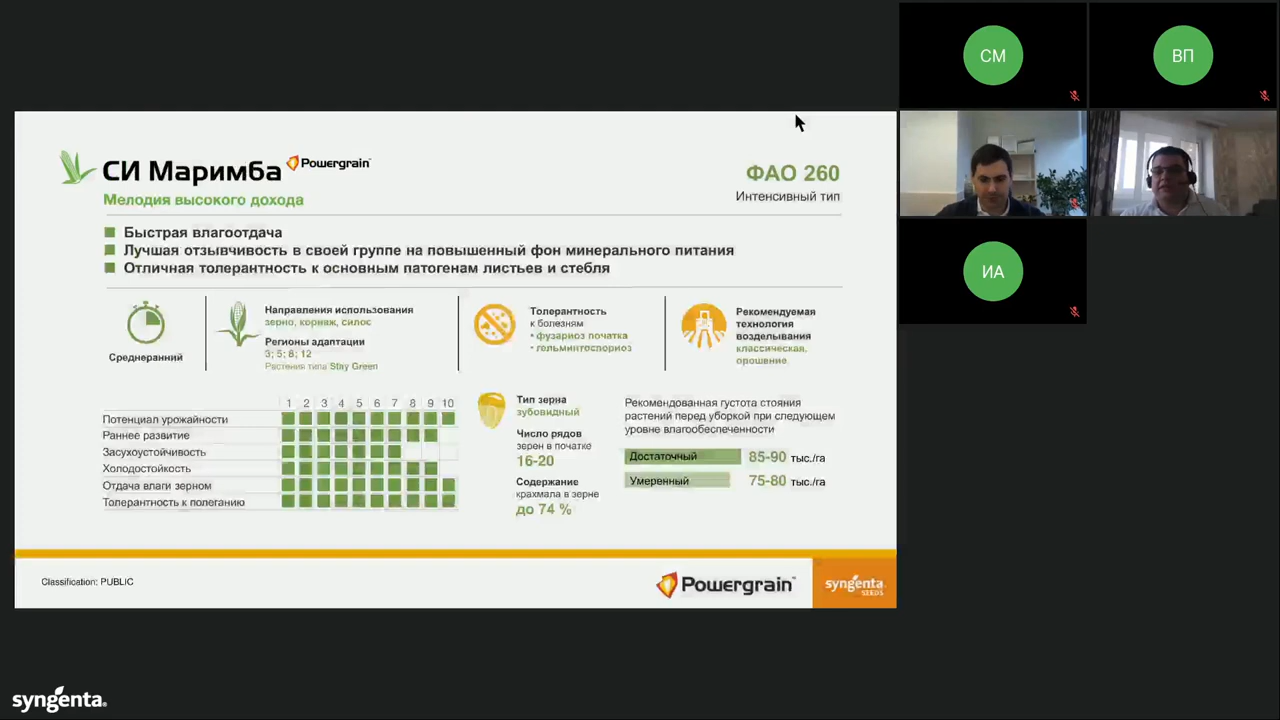 СМ
ВП
ИА
СИ Маримба Powergrain
Мелодия высокого дохода
ФАО 260
Интенсивный тип
Быстрая влагоотдача
Лучшая отзывчивость в своей группе на повышенный фон минерального питания
Отличная толерантность к основным патогенам листьев и стебля
Среднеранний
Направления использования
зерно, корнаж, силос
Регионы адаптации
3; 5; 8; 12
Растения типа Stay Green
Толерантность
к болезням
• фузариоз початка
• гельминтоспориоз
Рекомендуемая
технология
возделывания
классическая,
орошение
1 2 3 4 5 6 7 8 9 10
Потенциал урожайности
Раннее развитие
Засухоустойчивость
Холодостойкость
Отдача влаги зерном
Толерантность к полеганию
Тип зерна
зубовидный
Число рядов
зерен в початке
16-20
Содержание
крахмала в зерне
до 74 %
Рекомендованная густота стояния
растений перед уборкой при следующем
уровне влагообеспеченности
Достаточный 85-90 тыс./га
Умеренный 75-80 тыс./га
Classification: PUBLIC
Powergrain™
syngenta
SEEDS
syngenta.